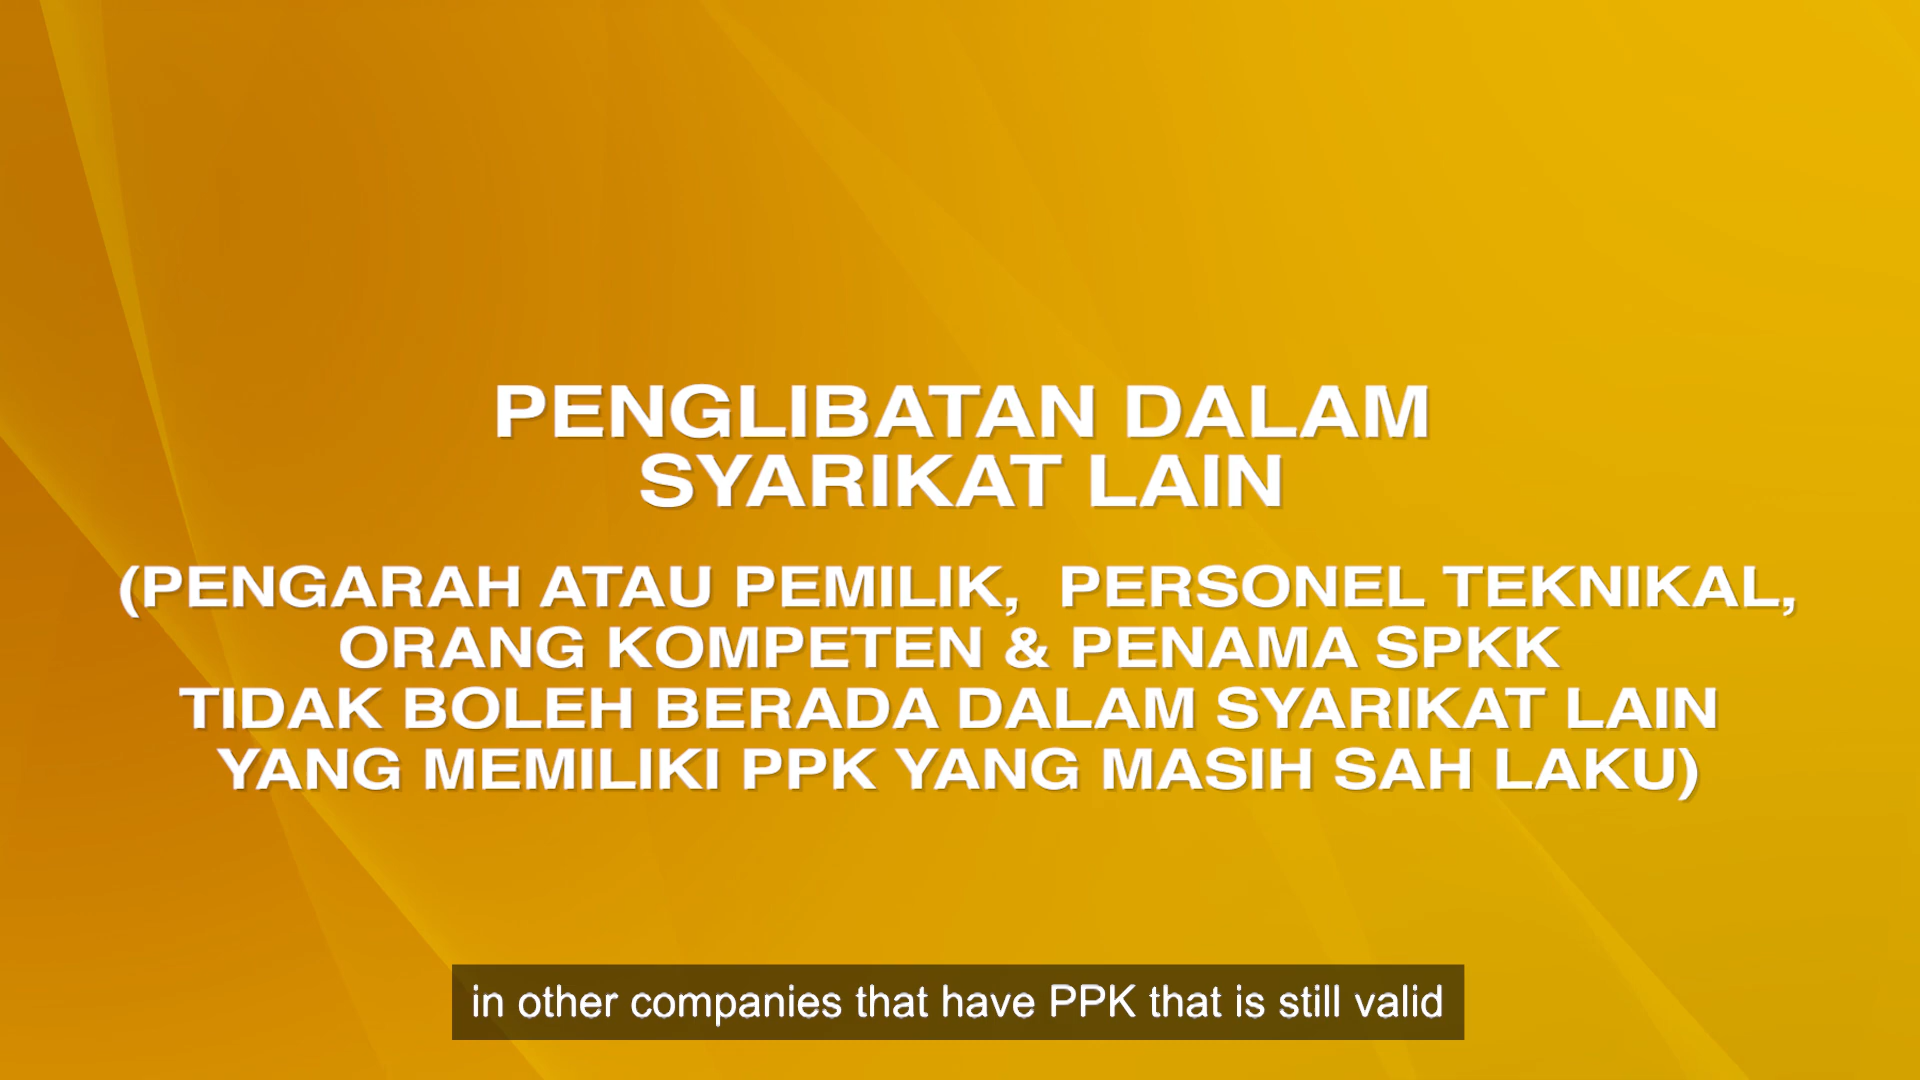 PENGLIBATAN DALAM
SYARIKAT LAIN
(PENGARAH ATAU PEMILIK, PERSONEL TEKNIKAL,
ORANG KOMPETEN & PENAMA SPKK
TIDAK BOLEH BERADA DALAM SYARIKAT LAIN
YANG MEMILIKI PPK YANG MASIH SAH LAKU)
in other companies that have PPK that is still valid